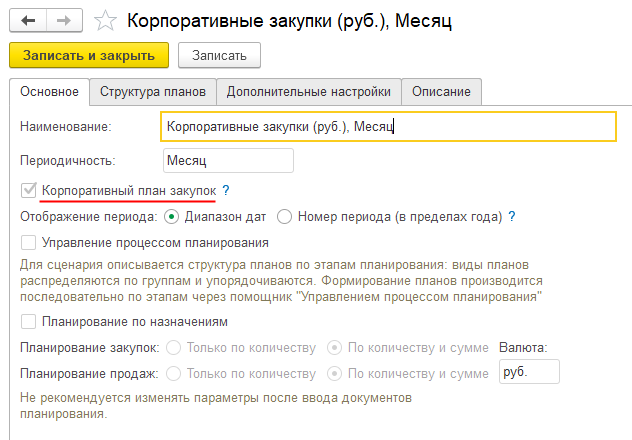 Корпоративные закупки (руб.), Месяц
Записать и закрыть Записать
Основное Структура планов Дополнительные настройки Описание
Наименование: Корпоративные закупки (руб.), Месяц
Периодичность: Месяц
Корпоративный план закупок ?
Отображение периода: Диапазон дат Номер периода (в пределах года) ?
Управление процессом планирования
Для сценария описывается структура планов по этапам планирования: виды планов
распределяются по группам и упорядочиваются. Формирование планов производится
последовательно по этапам через помощник "Управлением процессом планирования"
Планирование по назначениям
Планирование закупок: Только по количеству По количеству и сумме Валюта:
Планирование продаж: Только по количеству По количеству и сумме руб.
Не рекомендуется изменять параметры после ввода документов
планирования.